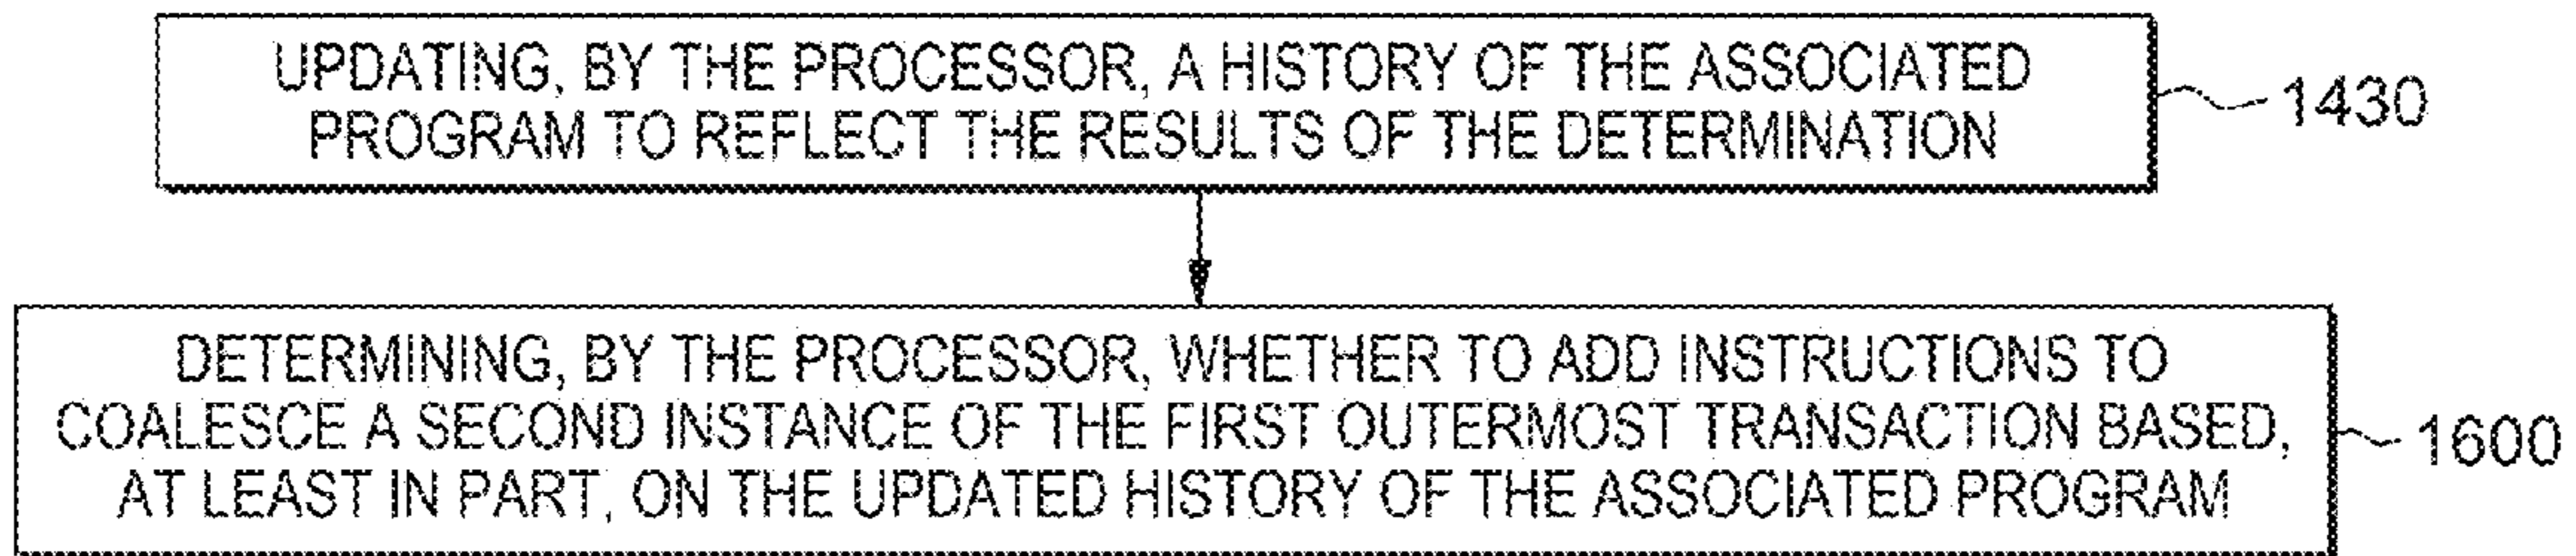 UPDATING, BY THE PROCESSOR, A HISTORY OF THE ASSOCIATED
PROGRAM TO REFLECT THE RESULTS OF THE DETERMINATION
1430
DETERMINING, BY THE PROCESSOR, WHETHER TO ADD INSTRUCTIONS TO
COALESCE A SECOND INSTANCE OF THE FIRST OUTERMOST TRANSACTION BASED,
AT LEAST IN PART, ON THE UPDATED HISTORY OF THE ASSOCIATED PROGRAM
1600